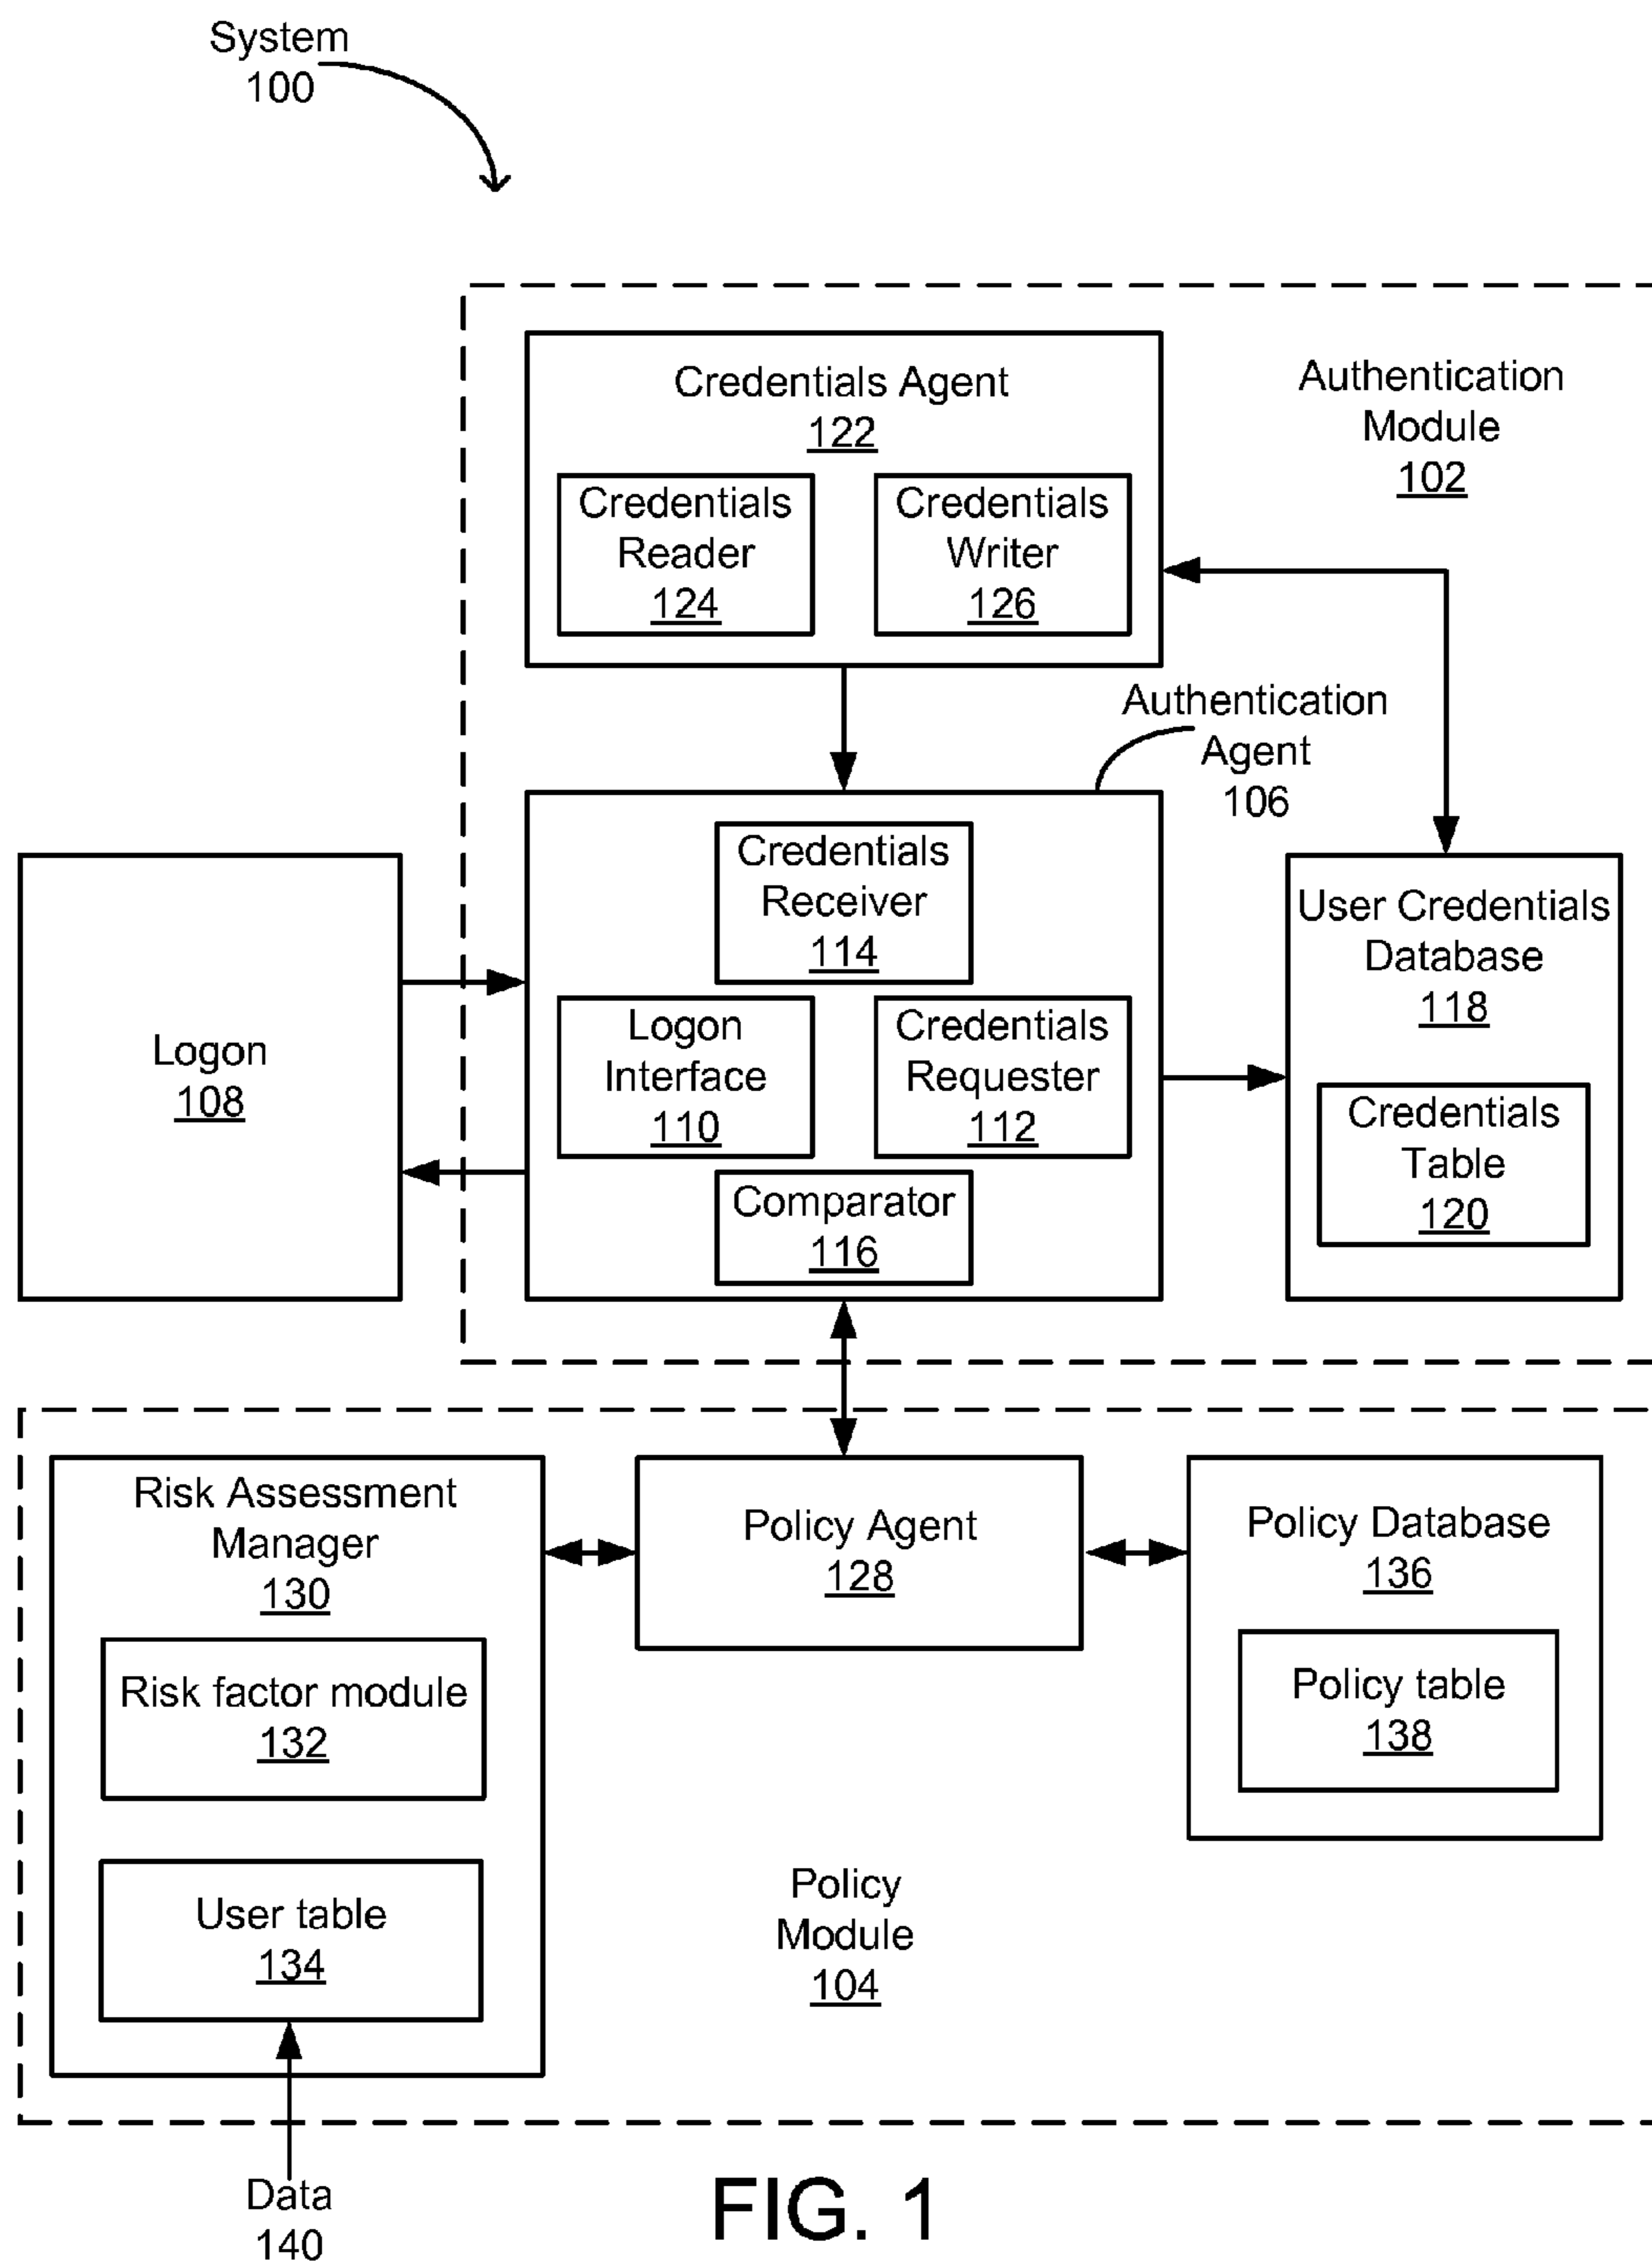 System
100
Credentials Agent
122
Authentication
Module
102
Credentials
Reader
124
Credentials
Writer
126
Authentication
Agent
106
Credentials
Receiver
114
User Credentials
Database
118
Logon
108
Logon
Interface
110
Credentials
Requester
112
Credentials
Table
120
Comparator
116
Risk Assessment
Manager
130
Policy Agent
128
Policy Database
136
Risk factor module
132
Policy table
138
User table
134
Policy
Module
104
Data
140
FIG. 1